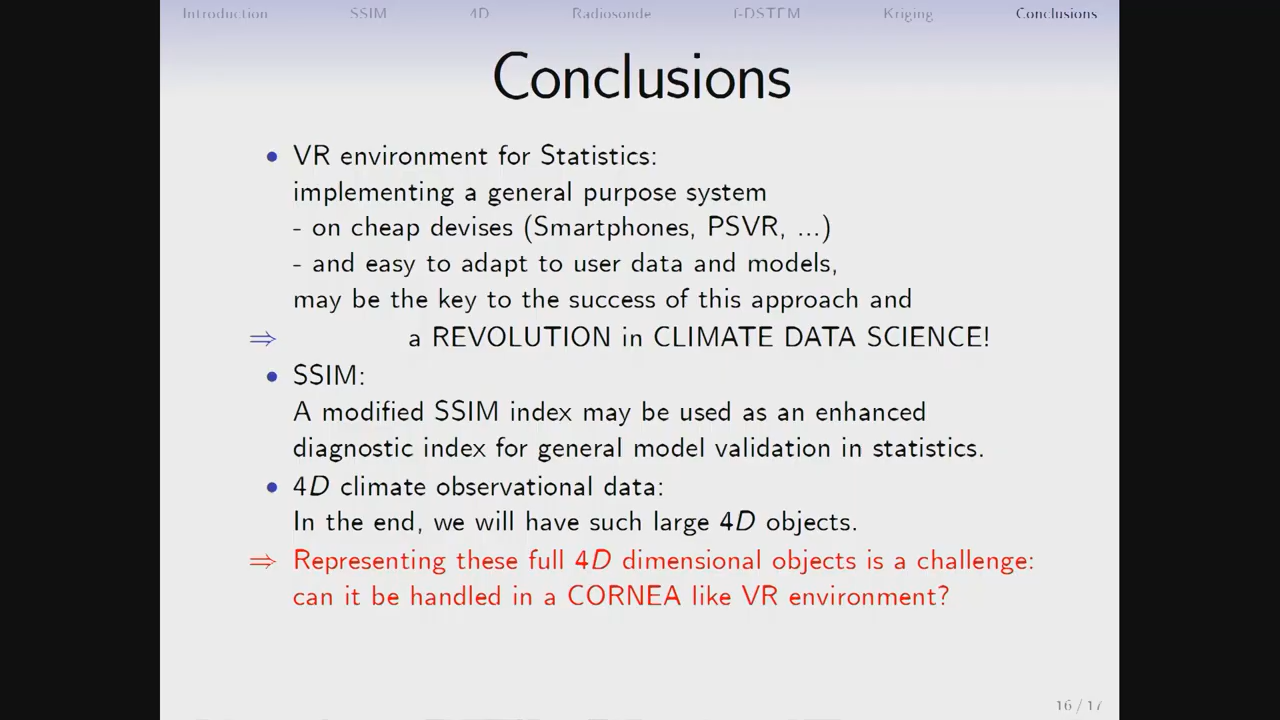 Introduction SSIM 4D Radiosonde f-DSTEM Kriging Conclusions
Conclusions
• VR environment for Statistics:
implementing a general purpose system
- on cheap devises (Smartphones, PSVR, ...)
- and easy to adapt to user data and models,
may be the key to the success of this approach and
⇒ a REVOLUTION in CLIMATE DATA SCIENCE!
• SSIM:
A modified SSIM index may be used as an enhanced
diagnostic index for general model validation in statistics.
• 4D climate observational data:
In the end, we will have such large 4D objects.
⇒ Representing these full 4D dimensional objects is a challenge:
can it be handled in a CORNEA like VR environment?
16 / 17